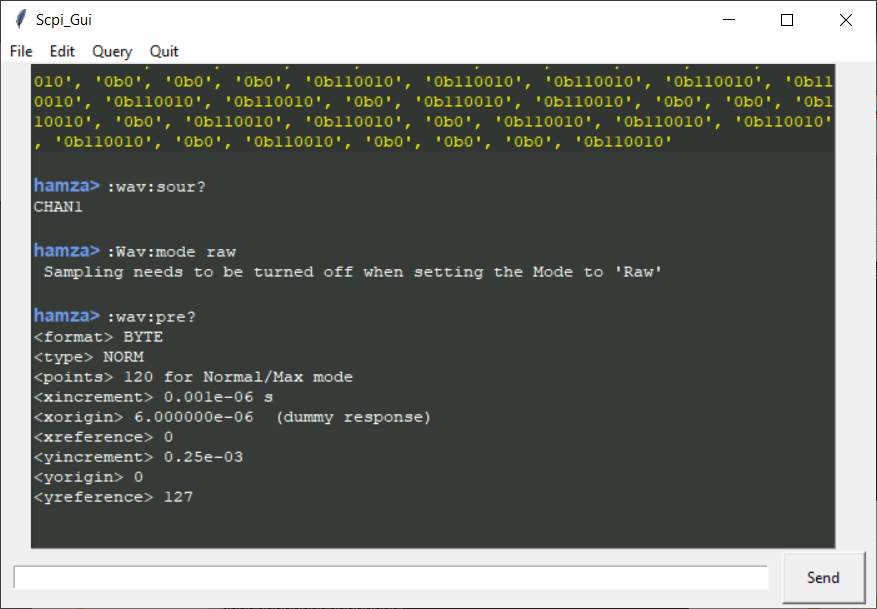 Scpi_Gui
File Edit Query Quit
010', '0b0', '0b0', '0b0', '0b110010', '0b110010', '0b110010', '0b110010', '0b11
0010', '0b110010', '0b110010', '0b0', '0b110010', '0b110010', '0b0', '0b0', '0b1
10010', '0b0', '0b110010', '0b110010', '0b0', '0b110010', '0b110010', '0b110010'
, '0b110010', '0b0', '0b110010', '0b0', '0b0', '0b0', '0b110010'
hamza> :wav:sour?
CHAN1
hamza> :Wav:mode raw
Sampling needs to be turned off when setting the Mode to 'Raw'
hamza> :wav:pre?
<format> BYTE
<type> NORM
<points> 120 for Normal/Max mode
<xincrement> 0.001e-06 s
<xorigin> 6.000000e-06  (dummy response)
<xreference> 0
<yincrement> 0.25e-03
<yorigin> 0
<yreference> 127
Send